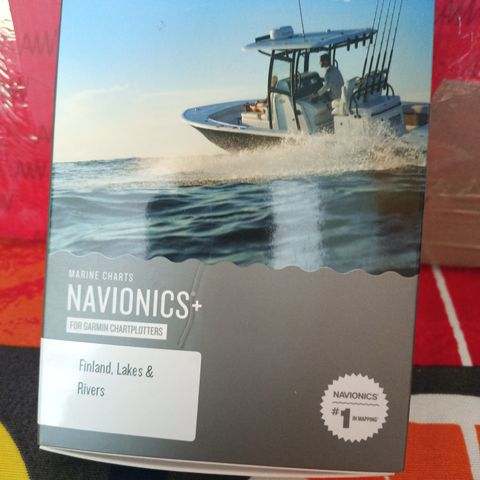 MARINE CHARTS
NAVIONICS®+
FOR GARMIN CHARTPLOTTERS
Finland, Lakes &
Rivers
NAVIONICS®
#1 IN MAPPING